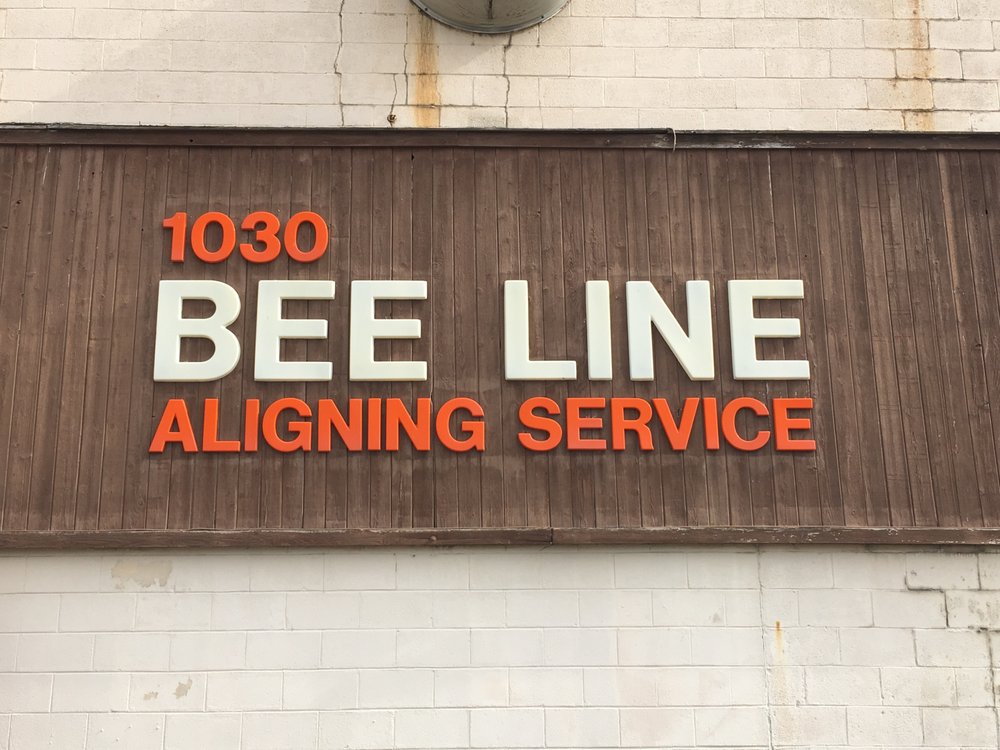 1030
BEE LINE
ALIGNING SERVICE